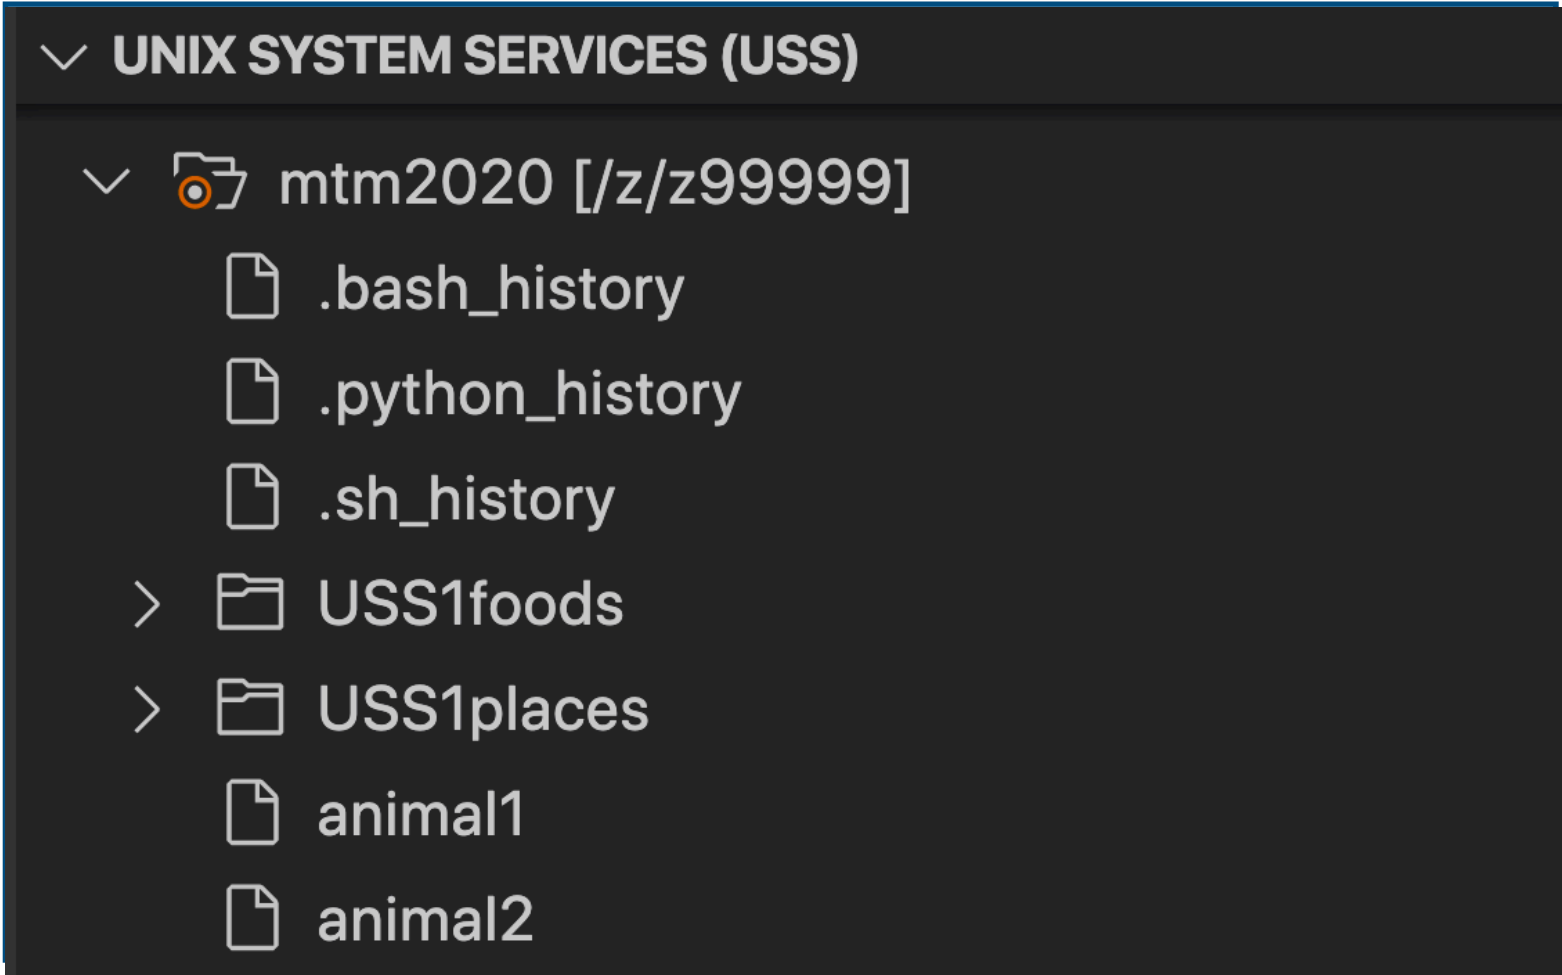 UNIX SYSTEM SERVICES (USS)
mtm2020 [/z/z99999]
.bash_history
.python_history
.sh_history
USS1foods
USS1places
animal1
animal2